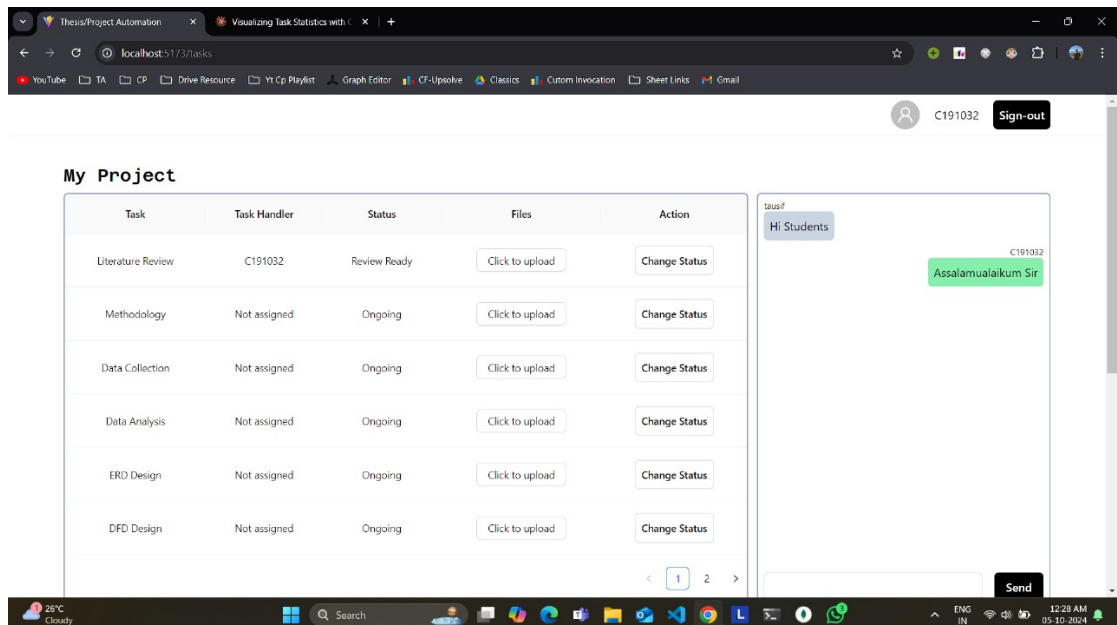 Thesis/Project Automation
Visualizing Task Statistics with C
localhost:5173/tasks
YouTube TA CP Drive Resource Yt Cp Playlist Graph Editor CF-Upsolve Classics Cutom Invocation Sheet Links Gmail
C191032 Sign-out
My Project
Task Task Handler Status Files Action
Literature Review C191032 Review Ready Click to upload Change Status
Methodology Not assigned Ongoing Click to upload Change Status
Data Collection Not assigned Ongoing Click to upload Change Status
Data Analysis Not assigned Ongoing Click to upload Change Status
ERD Design Not assigned Ongoing Click to upload Change Status
DFD Design Not assigned Ongoing Click to upload Change Status
< 1 2 >
tausif
Hi Students
C191032
Assalamualaikum Sir
Send
1
26°C
Cloudy
Search
L
ENG
IN
12:28 AM
05-10-2024